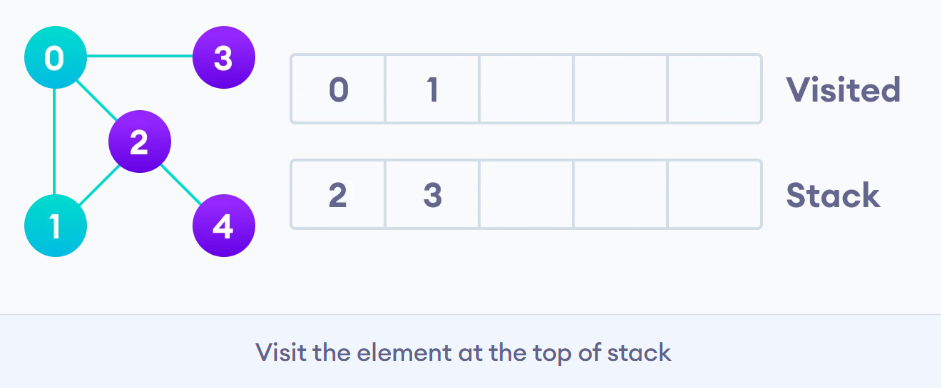 0 3
0 1 Visited
2
2 3 Stack
1 4
Visit the element at the top of stack